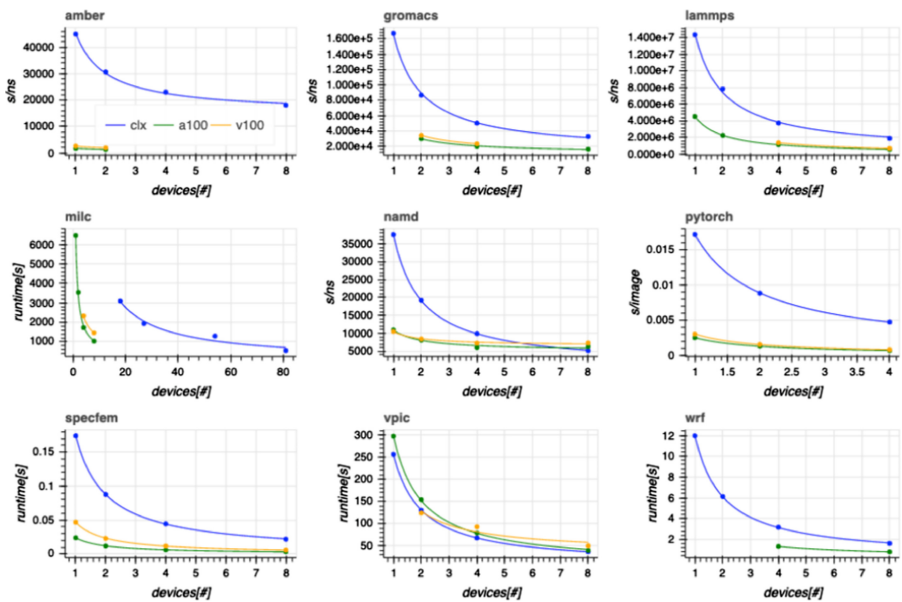 amber
s/ns
40000
30000
20000
10000
0
clx a100 v100
1 2 3 4 5 6 7 8
devices[#]
gromacs
s/ns
1.600e+5
1.400e+5
1.200e+5
1.000e+5
8.000e+4
6.000e+4
4.000e+4
2.000e+4
1 2 3 4 5 6 7 8
devices[#]
lammps
s/ns
1.400e+7
1.200e+7
1.000e+7
8.000e+6
6.000e+6
4.000e+6
2.000e+6
0.000e+0
1 2 3 4 5 6 7 8
devices[#]
milc
runtime[s]
6000
5000
4000
3000
2000
1000
0 20 40 60 80
devices[#]
namd
s/ns
35000
30000
25000
20000
15000
10000
5000
1 2 3 4 5 6 7 8
devices[#]
pytorch
s/image
0.015
0.01
0.005
0
1 1.5 2 2.5 3 3.5 4
devices[#]
specfem
runtime[s]
0.15
0.1
0.05
0
1 2 3 4 5 6 7 8
devices[#]
vpic
runtime[s]
300
250
200
150
100
50
1 2 3 4 5 6 7 8
devices[#]
wrf
runtime[s]
12
10
8
6
4
2
1 2 3 4 5 6 7 8
devices[#]